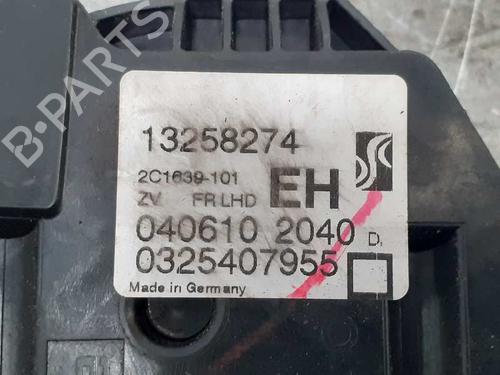 B-PARTS
13258274
2C1639-101
ZV FR LHD EH
040610 2040 D,
0325407955
Made in Germany